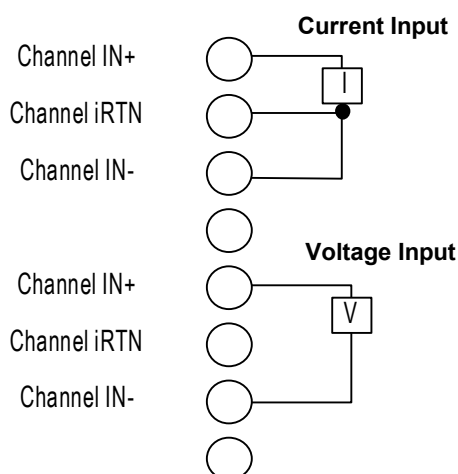 Current Input
Channel IN+
I
Channel iRTN
Channel IN-
Voltage Input
Channel IN+
V
Channel iRTN
Channel IN-